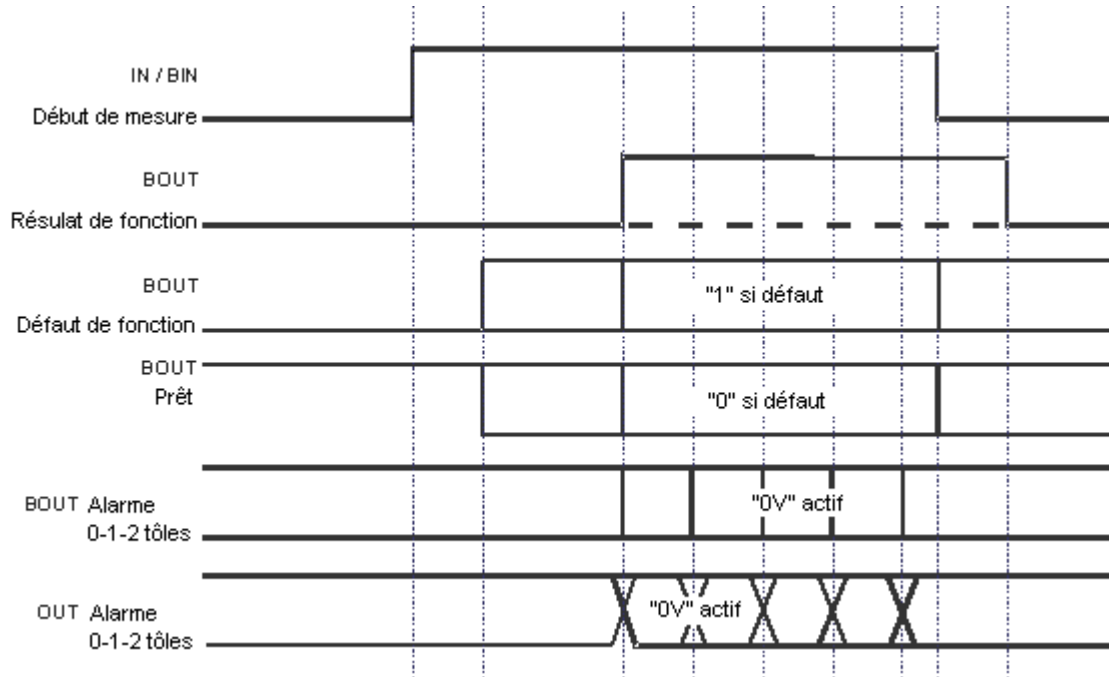 IN / BIN
Début de mesure
BOUT
Résulat de fonction
BOUT
"1" si défaut
Défaut de fonction
BOUT
Prêt
"0" si défaut
BOUT Alarme
"0V" actif
0-1-2 tôles
OUT Alarme
"0V" actif
0-1-2 tôles